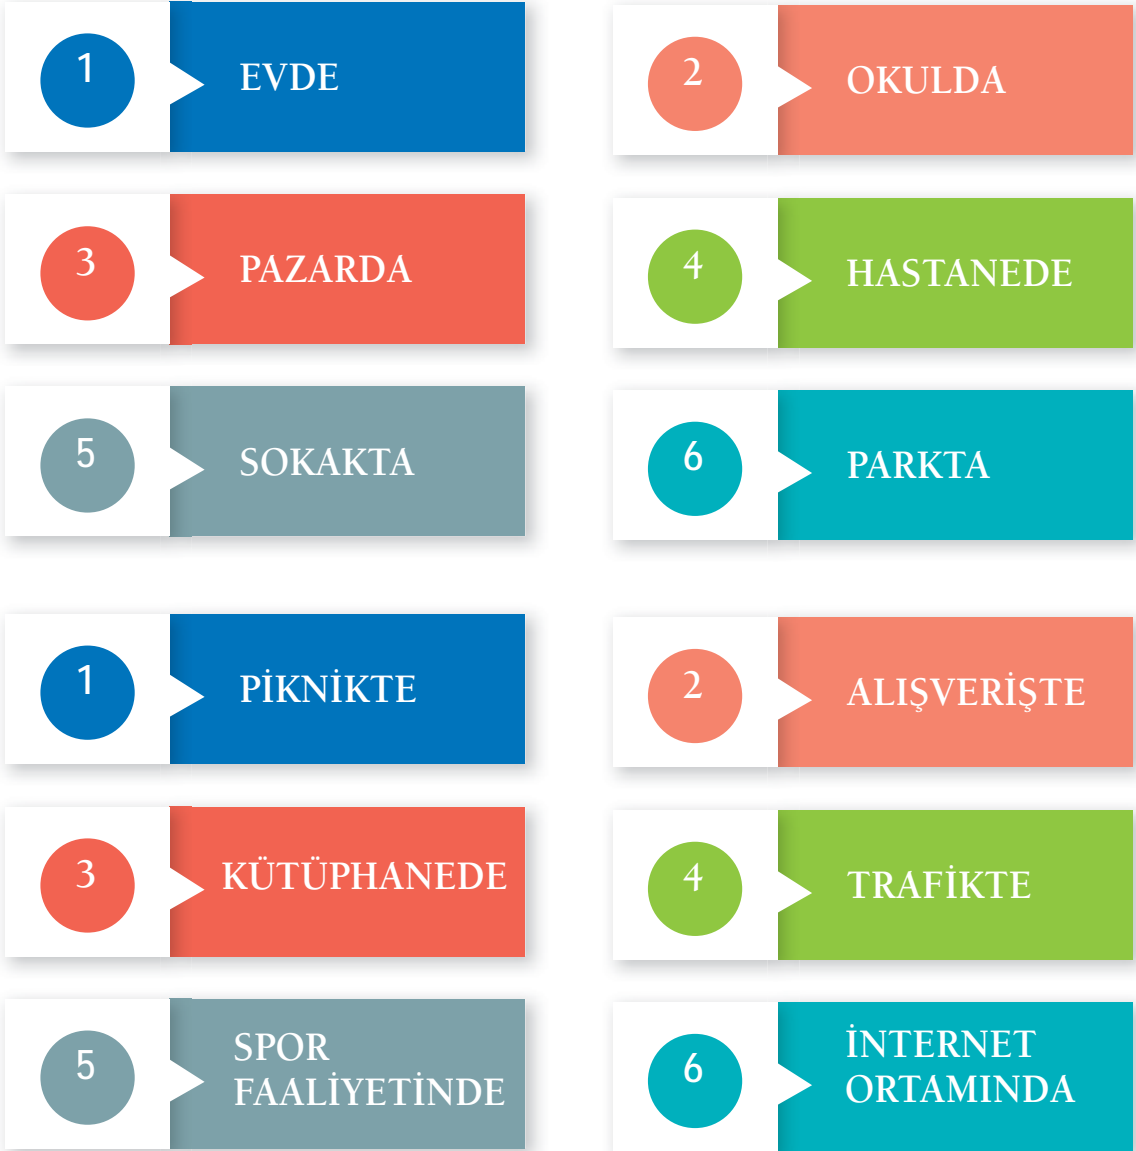 1 EVDE
2 OKULDA
3 PAZARDA
4 HASTANEDE
5 SOKAKTA
6 PARKTA
1 PİKNİKTE
2 ALIŞVERİŞTE
3 KÜTÜPHANEDE
4 TRAFİKTE
5 SPOR
FAALİYETİNDE
6 İNTERNET
ORTAMINDA